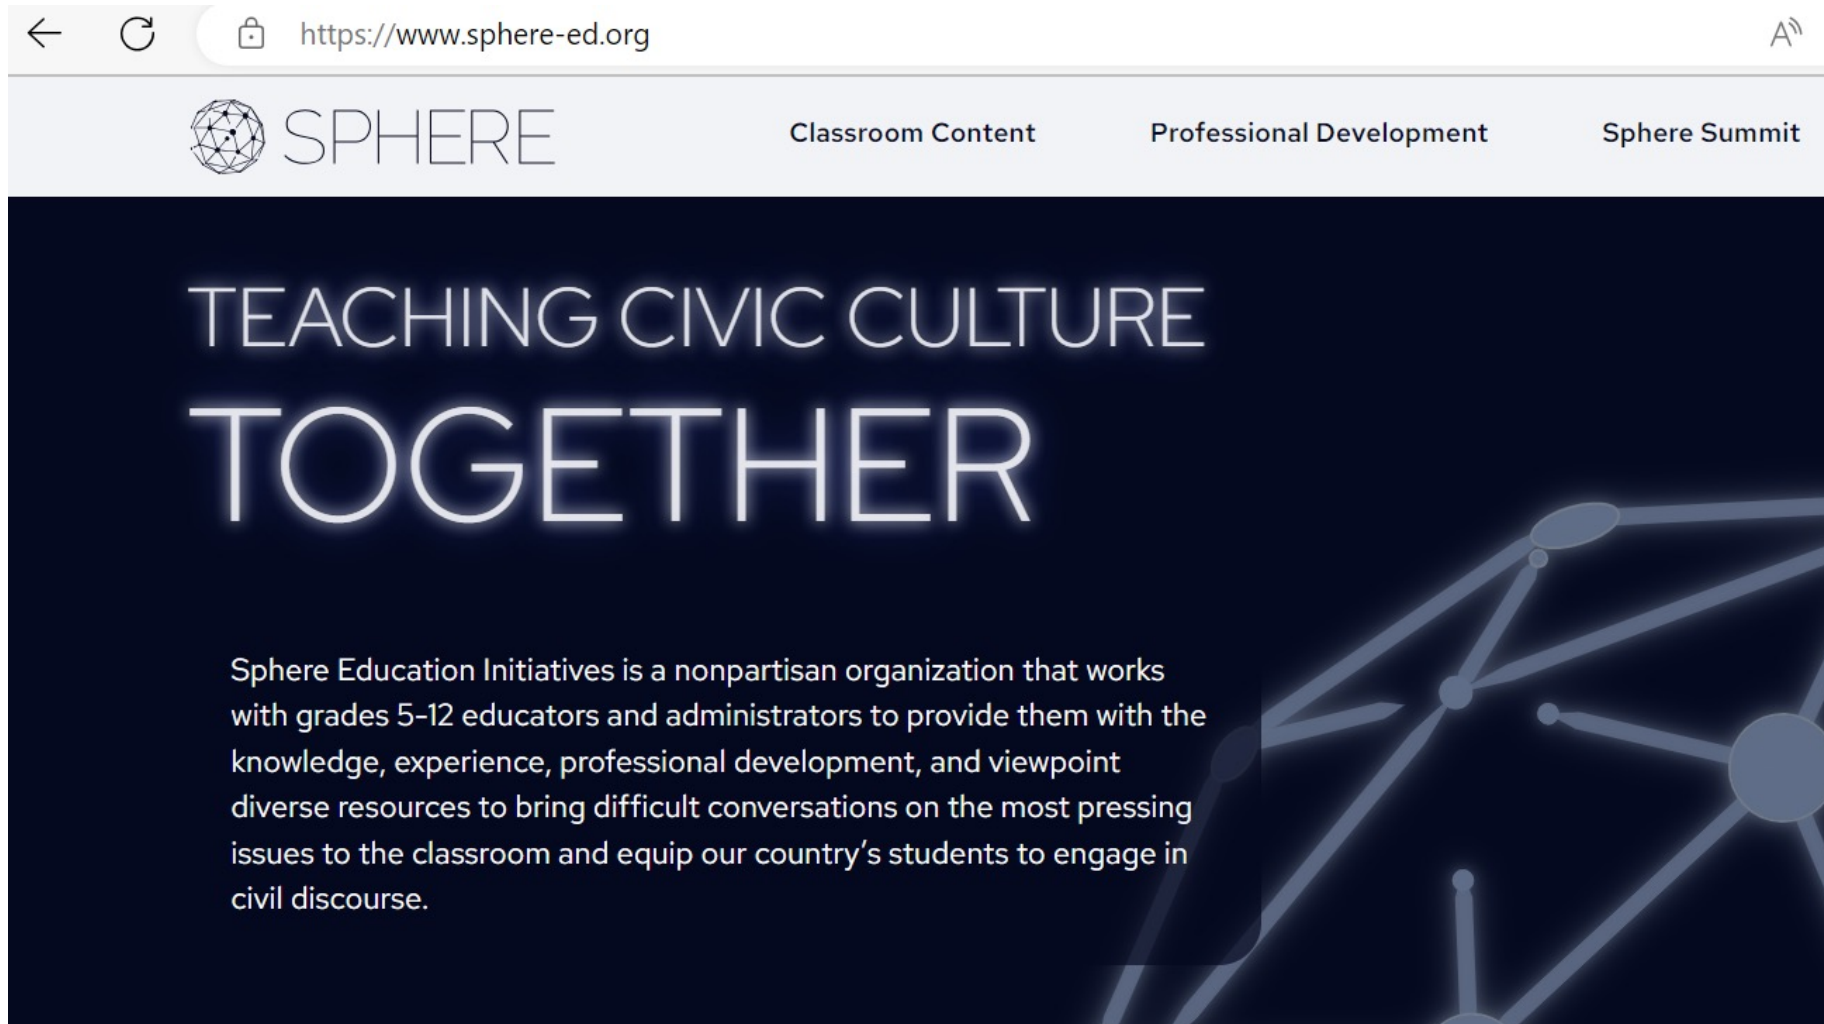 https://www.sphere-ed.org
SPHERE
Classroom Content
Professional Development
Sphere Summit
TEACHING CIVIC CULTURE
TOGETHER
Sphere Education Initiatives is a nonpartisan organization that works
with grades 5-12 educators and administrators to provide them with the
knowledge, experience, professional development, and viewpoint
diverse resources to bring difficult conversations on the most pressing
issues to the classroom and equip our country's students to engage in
civil discourse.